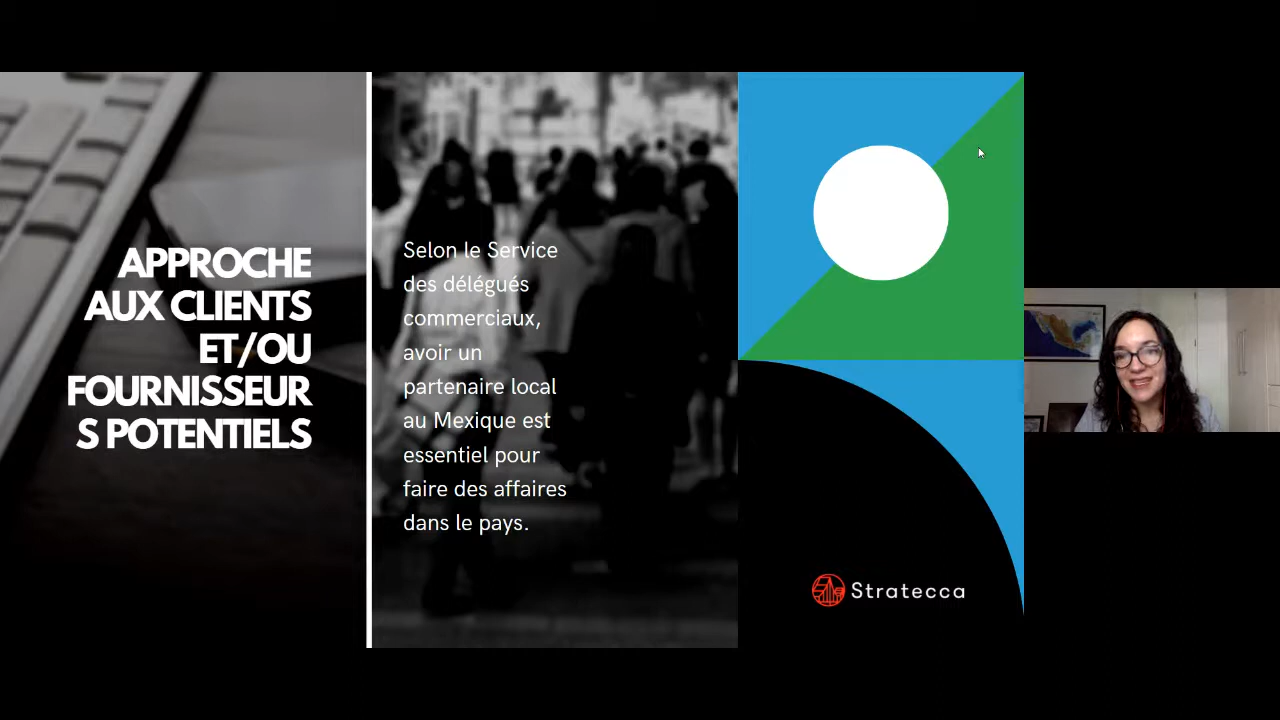 APPROCHE
AUX CLIENTS
ET/OU
FOURNISSEUR
S POTENTIELS
Selon le Service
des délégués
commerciaux,
avoir un
partenaire local
au Mexique est
essentiel pour
faire des affaires
dans le pays.
Stratecca